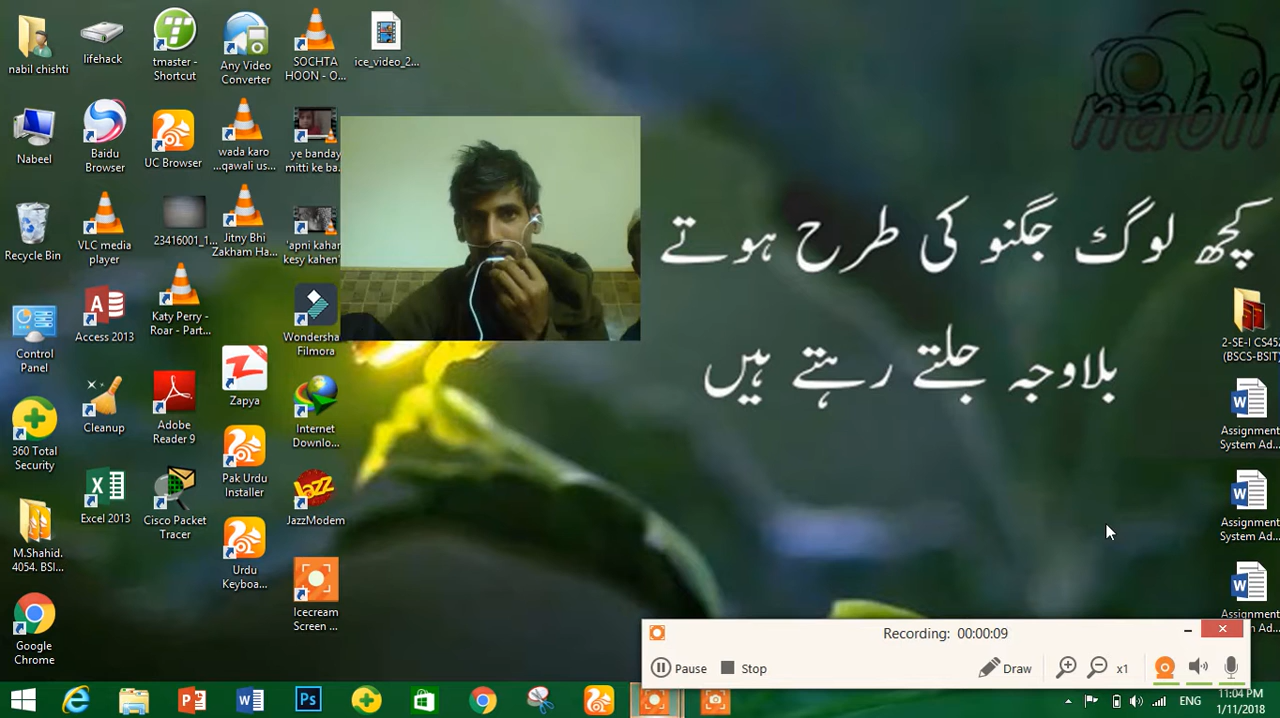 nabil chishti
lifehack
tmaster -
Shortcut
Any Video
Converter
SOCHTA
HOON - O...
ice_video_2...
Nabeel
Baidu
Browser
UC Browser
wada karo
...qawali us...
ye banday
mitti ke ba...
Recycle Bin
VLC media
player
23416001_1...
Jitny Bhi
Zakham Ha...
'apni kahan
kesy kahen'
Control
Panel
Access 2013
Katy Perry -
Roar - Part...
Wondersha...
Filmora
Zapya
360 Total
Security
Cleanup
Adobe
Reader 9
Internet
Downlo...
Pak Urdu
Installer
Excel 2013
Cisco Packet
Tracer
JazzModem
Jazz
M.Shahid.
4054. BSI...
Urdu
Keyboa...
Icecream
Screen ...
Google
Chrome
nabil
کچھ لوگ جگنو کی طرح ہوتے
بلاوجہ جلتے رہتے ہیں
2-SE-I CS452
(BSCS-BSIT)
Assignment
System Ad...
Assignment
System Ad...
Assignment
System Ad...
Recording: 00:00:09
Pause
Stop
Draw
x1
ENG
11:04 PM
1/11/2018